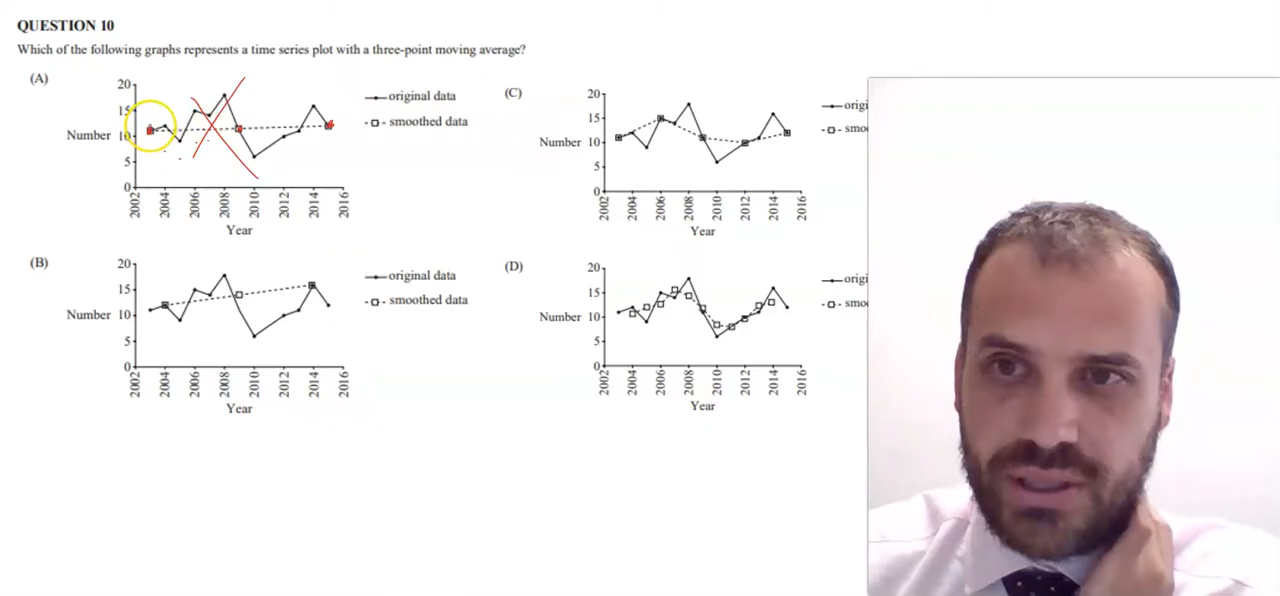 QUESTION 10
Which of the following graphs represents a time series plot with a three-point moving average?
(A)
20
15
10
5
0
Number
2002 2004 2006 2008 2010 2012 2014 2016
Year
original data
smoothed data
(B)
20
15
10
5
0
Number
2002 2004 2006 2008 2010 2012 2014 2016
Year
original data
smoothed data
(C)
20
15
10
5
0
Number
2002 2004 2006 2008 2010 2012 2014 2016
Year
origi
smo
(D)
20
15
10
5
0
Number
2002 2004 2006 2008 2010 2012 2014 2016
Year
origi
smo